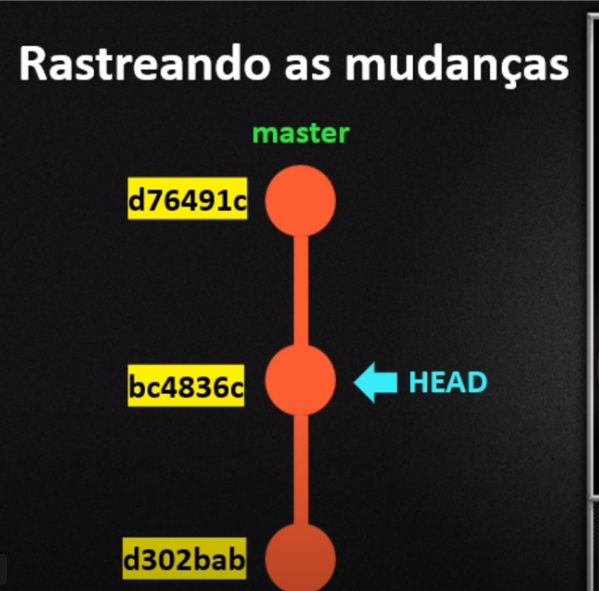 Rastreando as mudanças
master
d76491c
bc4836c
HEAD
d302bab